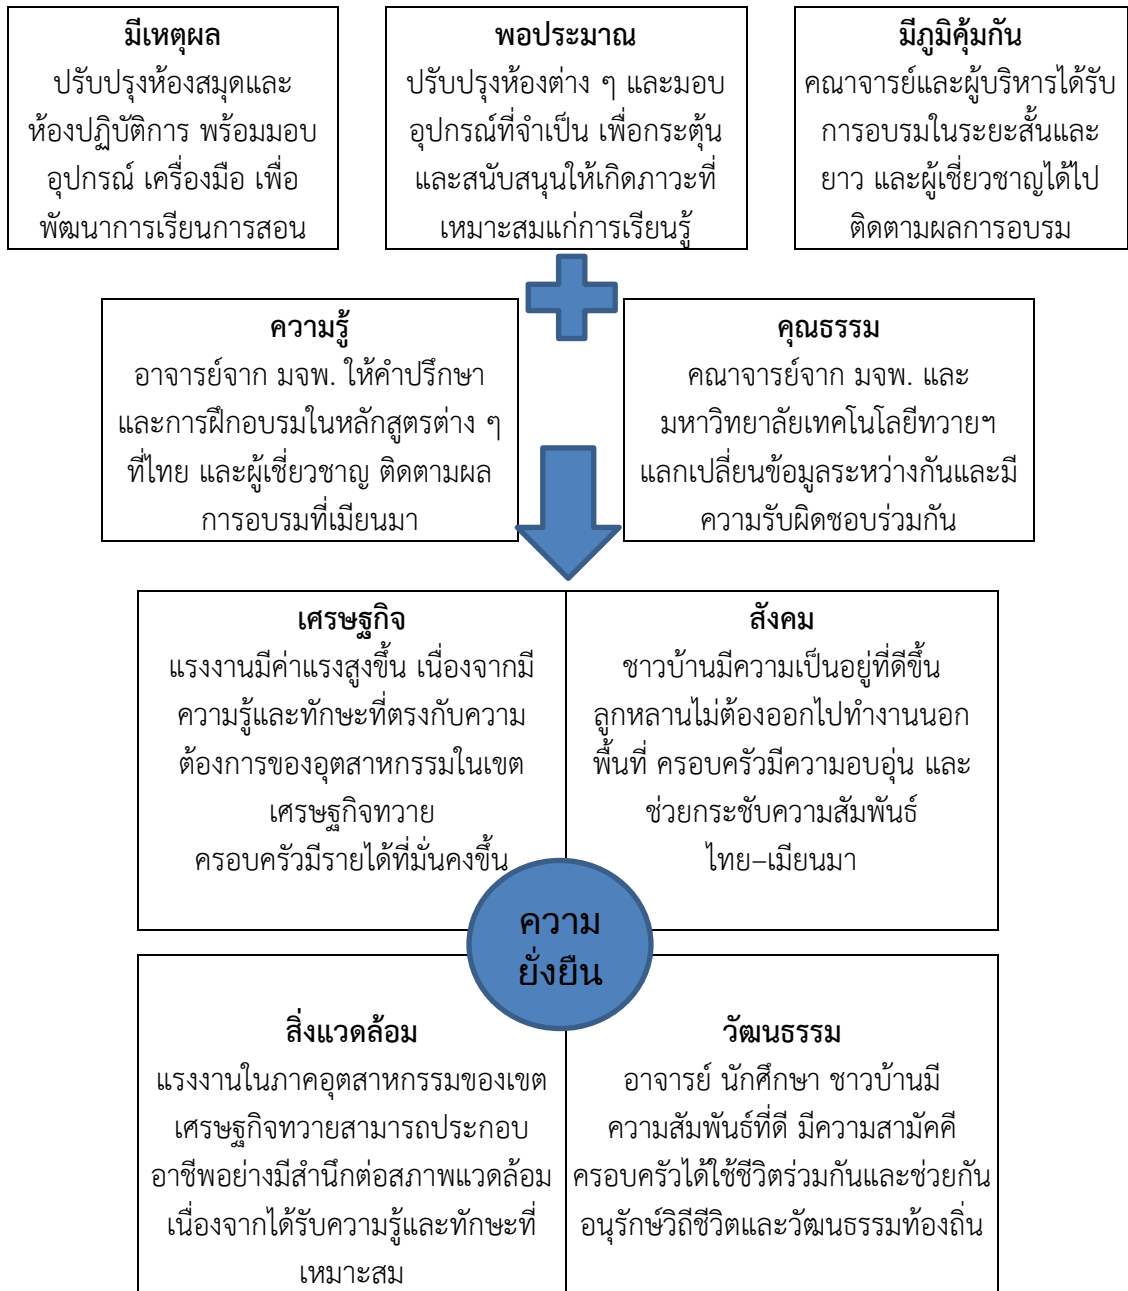 มีเหตุผล
ปรับปรุงห้องสมุดและ
ห้องปฏิบัติการ พร้อมมอบ
อุปกรณ์ เครื่องมือ เพื่อ
พัฒนาการเรียนการสอน
พอประมาณ
ปรับปรุงห้องต่าง ๆ และมอบ
อุปกรณ์ที่จำเป็น เพื่อกระตุ้น
และสนับสนุนให้เกิดภาวะที่
เหมาะสมแก่การเรียนรู้
มีภูมิคุ้มกัน
คณาจารย์และผู้บริหารได้รับ
การอบรมในระยะสั้นและ
ยาว และผู้เชี่ยวชาญได้ไป
ติดตามผลการอบรม
ความรู้
อาจารย์จาก มจพ. ให้คำปรึกษา
และการฝึกอบรมในหลักสูตรต่าง ๆ
ที่ไทย และผู้เชี่ยวชาญ ติดตามผล
การอบรมที่เมียนมา
คุณธรรม
คณาจารย์จาก มจพ. และ
มหาวิทยาลัยเทคโนโลยีทวายฯ
แลกเปลี่ยนข้อมูลระหว่างกันและมี
ความรับผิดชอบร่วมกัน
เศรษฐกิจ
แรงงานมีค่าแรงสูงขึ้น เนื่องจากมี
ความรู้และทักษะที่ตรงกับความ
ต้องการของอุตสาหกรรมในเขต
เศรษฐกิจทวาย
ครอบครัวมีรายได้ที่มั่นคงขึ้น
สังคม
ชาวบ้านมีความเป็นอยู่ที่ดีขึ้น
ลูกหลานไม่ต้องออกไปทำงานนอก
พื้นที่ ครอบครัวมีความอบอุ่น และ
ช่วยกระชับความสัมพันธ์
ไทย–เมียนมา
ความ
ยั่งยืน
สิ่งแวดล้อม
แรงงานในภาคอุตสาหกรรมของเขต
เศรษฐกิจทวายสามารถประกอบ
อาชีพอย่างมีสำนึกต่อสภาพแวดล้อม
เนื่องจากได้รับความรู้และทักษะที่
เหมาะสม
วัฒนธรรม
อาจารย์ นักศึกษา ชาวบ้านมี
ความสัมพันธ์ที่ดี มีความสามัคคี
ครอบครัวได้ใช้ชีวิตร่วมกันและช่วยกัน
อนุรักษ์วิถีชีวิตและวัฒนธรรมท้องถิ่น